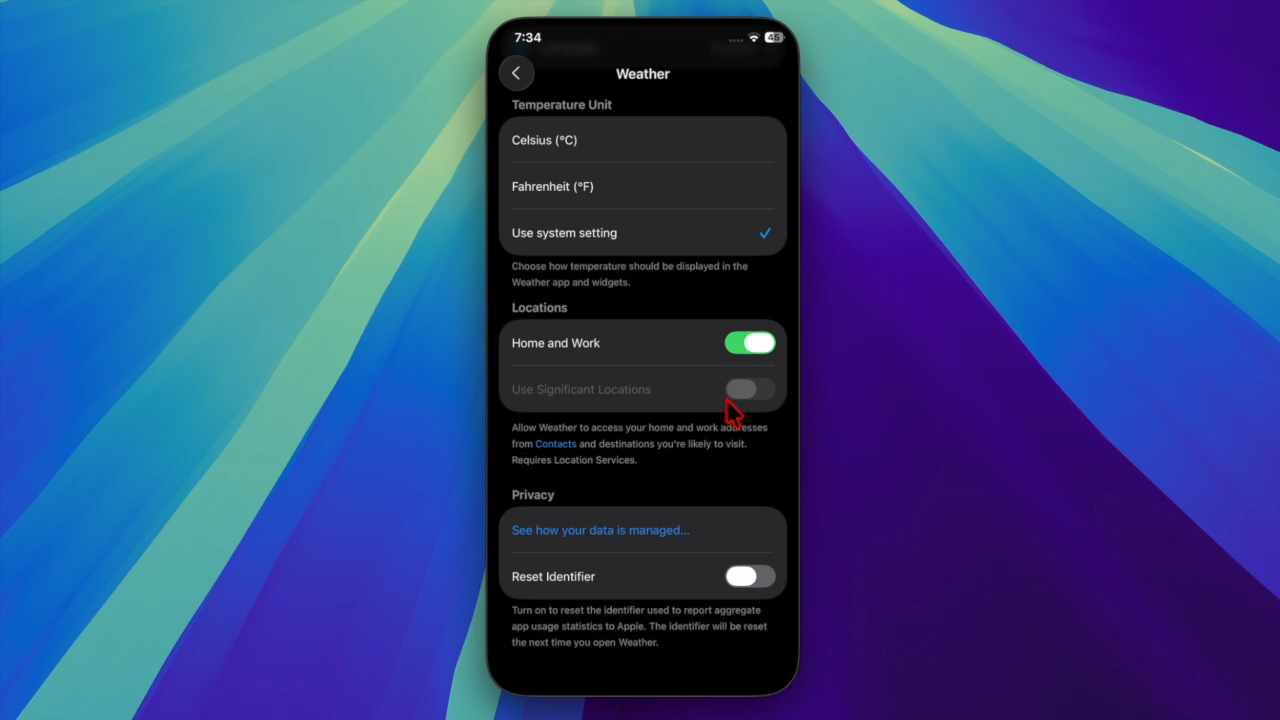 7:34
45
Weather
Temperature Unit
Celsius (°C)
Fahrenheit (°F)
Use system setting
Choose how temperature should be displayed in the
Weather app and widgets.
Locations
Home and Work
Use Significant Locations
Allow Weather to access your home and work addresses
from Contacts and destinations you're likely to visit.
Requires Location Services.
Privacy
See how your data is managed...
Reset Identifier
Turn on to reset the identifier used to report aggregate
app usage statistics to Apple. The identifier will be reset
the next time you open Weather.